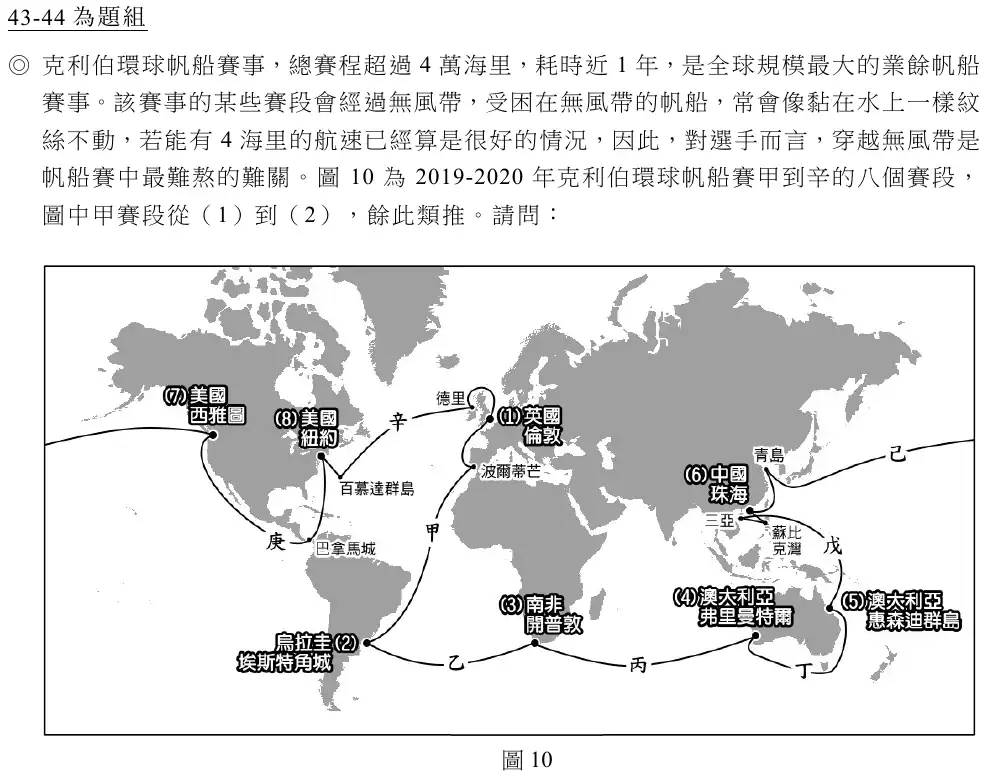 43-44 為題組
◎ 克利伯環球帆船賽事，總賽程超過 4 萬海里，耗時近 1 年，是全球規模最大的業餘帆船
賽事。該賽事的某些賽段會經過無風帶，受困在無風帶的帆船，常會像黏在水上一樣紋
絲不動，若能有 4 海里的航速已經算是很好的情況，因此，對選手而言，穿越無風帶是
帆船賽中最難熬的難關。圖 10 為 2019-2020 年克利伯環球帆船賽甲到辛的八個賽段，
圖中甲賽段從（1）到（2），餘此類推。請問：
德里
(7)美國
西雅圖
(8)美國
紐約
辛
(1)英國
倫敦
波爾蒂芒
百慕達群島
青島
己
(6)中國
珠海
三亞
蘇比
克灣
甲
庚
巴拿馬城
戊
(3)南非
開普敦
(4)澳大利亞
弗里曼特爾
(5)澳大利亞
惠森迪群島
烏拉圭(2)
埃斯特角城
乙
丙
丁
圖 10